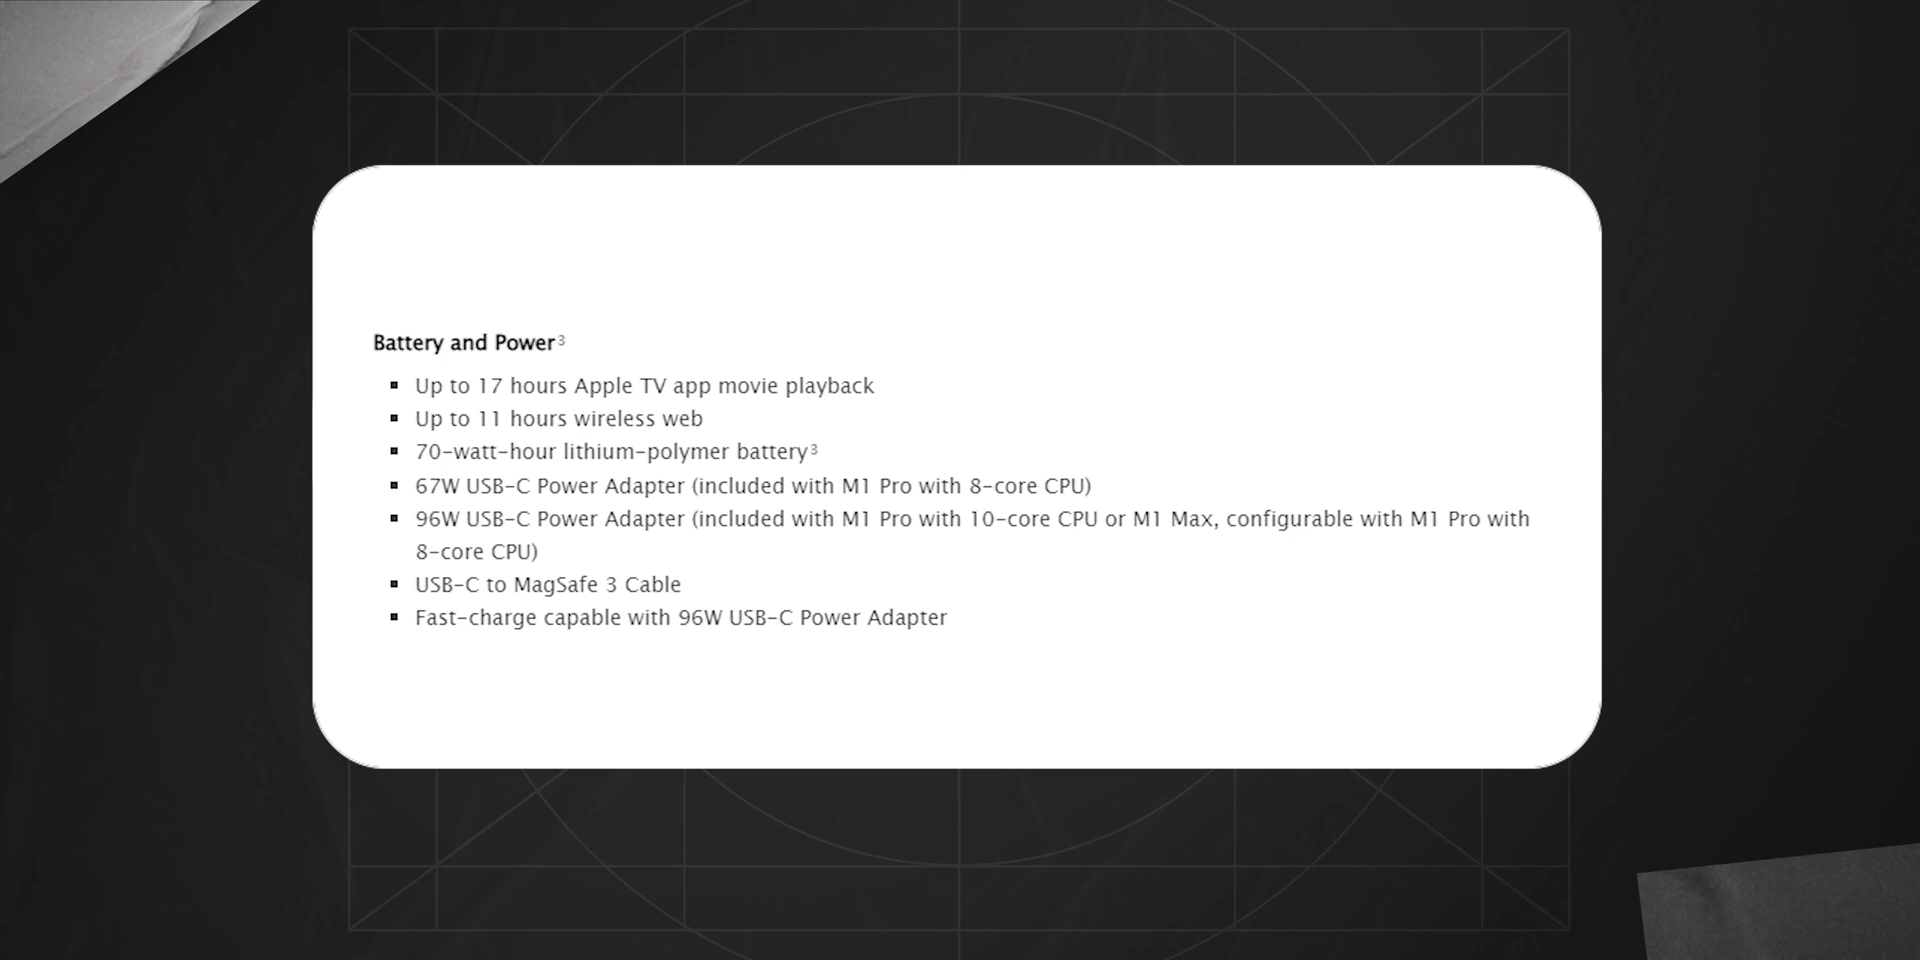 Battery and Power³
▪ Up to 17 hours Apple TV app movie playback
▪ Up to 11 hours wireless web
▪ 70-watt-hour lithium-polymer battery³
▪ 67W USB-C Power Adapter (included with M1 Pro with 8-core CPU)
▪ 96W USB-C Power Adapter (included with M1 Pro with 10-core CPU or M1 Max, configurable with M1 Pro with
8-core CPU)
▪ USB-C to MagSafe 3 Cable
▪ Fast-charge capable with 96W USB-C Power Adapter